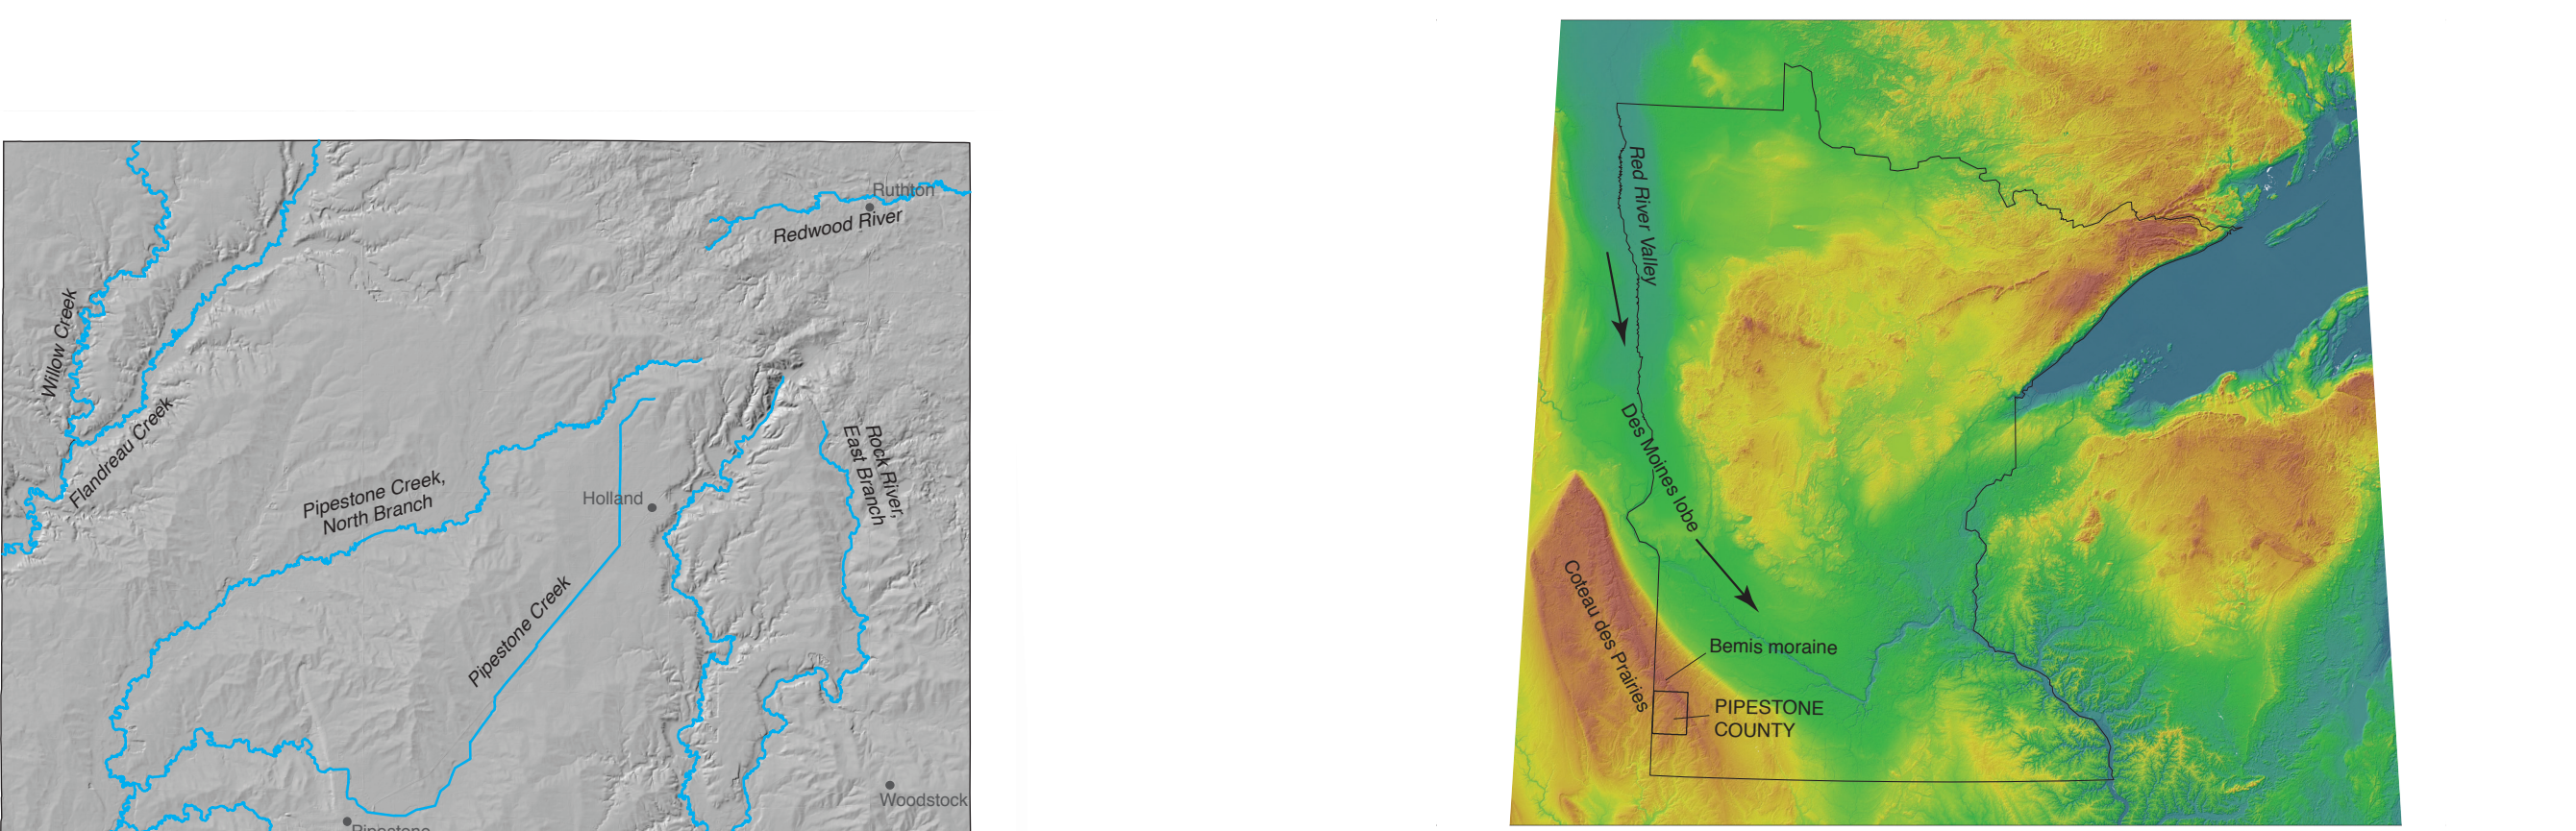 Ruthton
Redwood River
Willow Creek
Flandreau Creek
Pipestone Creek,
North Branch
Holland
Rock River,
East Branch
Pipestone Creek
Woodstock
Pipestone
Red River Valley
Des Moines lobe
Coteau des Prairies
Bemis moraine
PIPESTONE
COUNTY